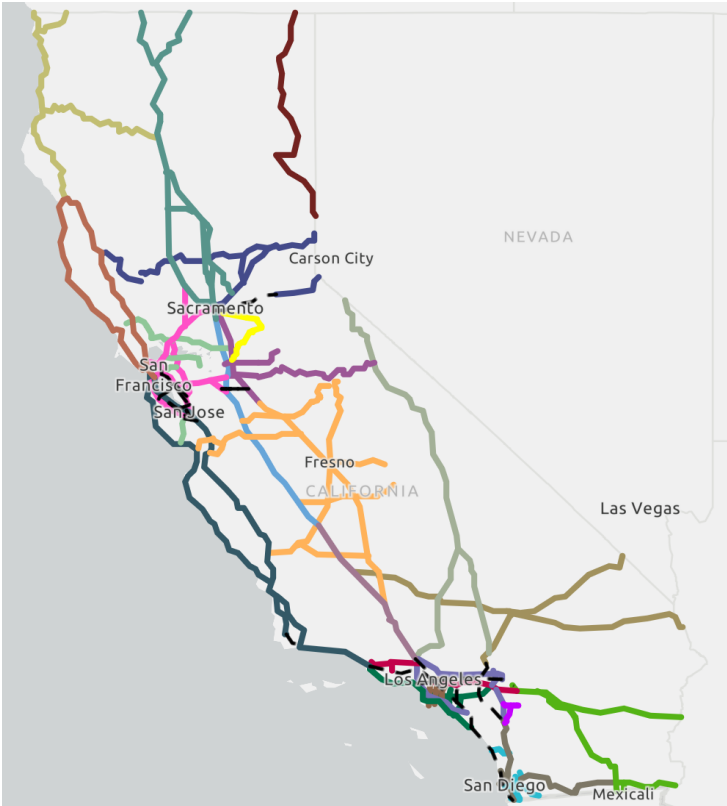 NEVADA
Carson City
Sacramento
San
Francisco
San Jose
Fresno
CALIFORNIA
Las Vegas
Los Angeles
San Diego
Mexicali